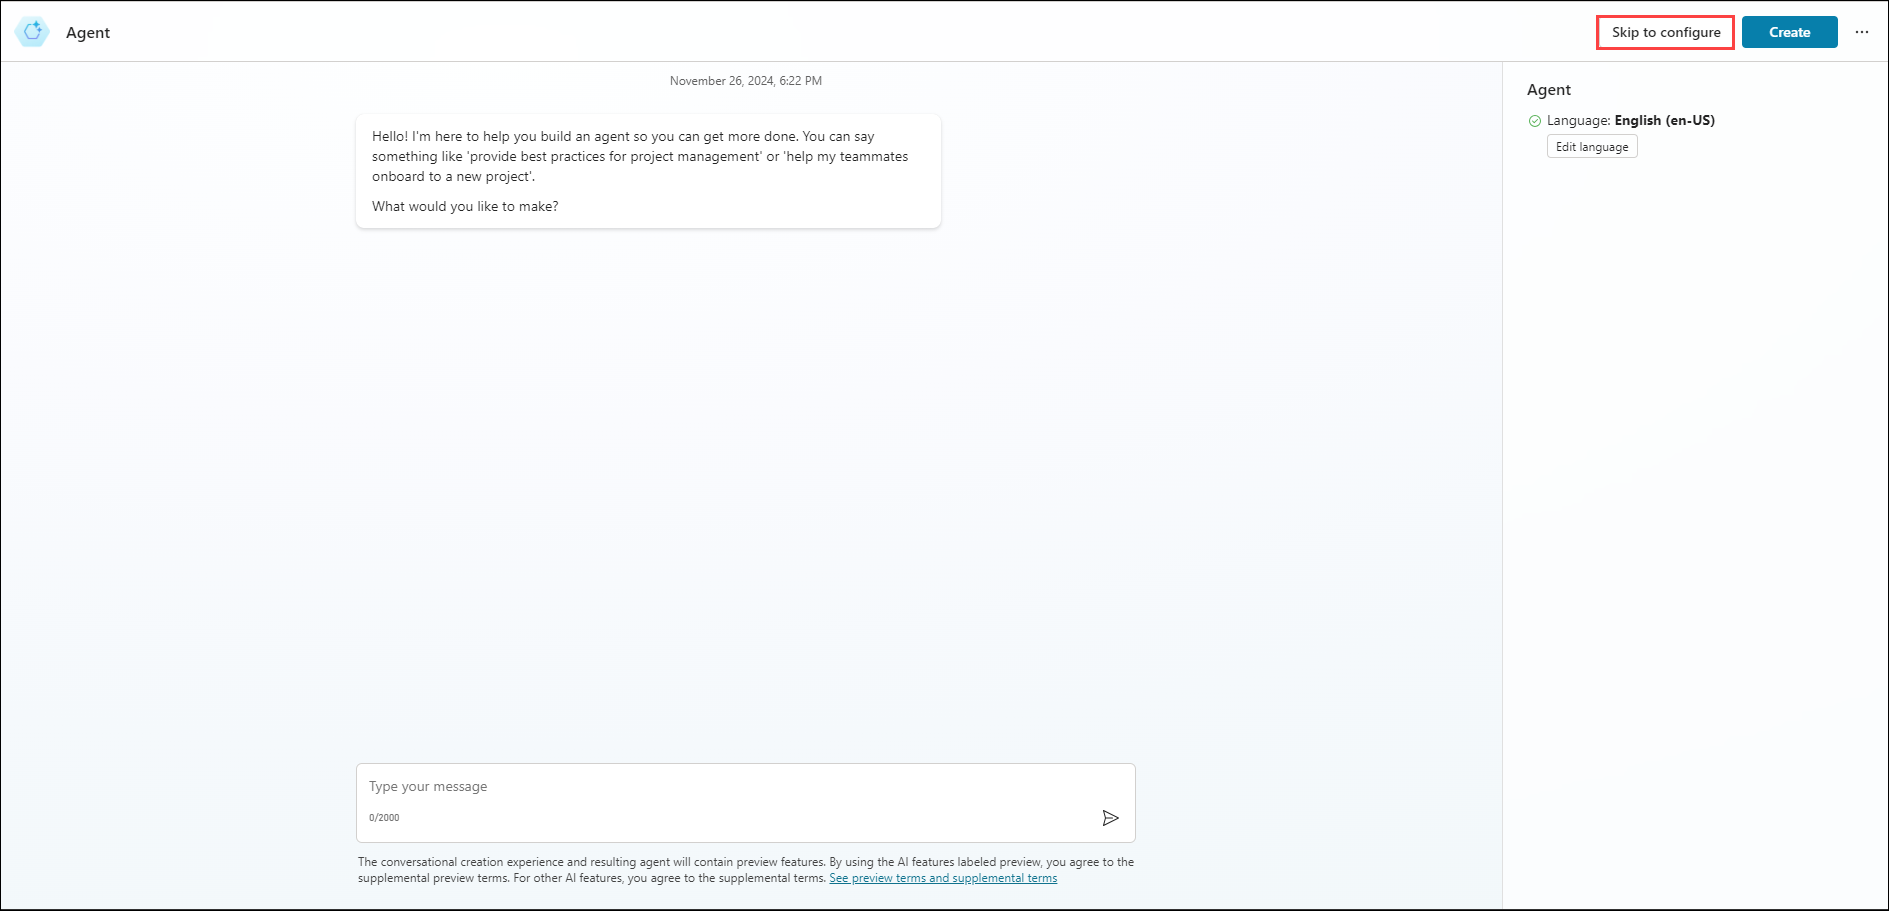 Agent
Skip to configure
Create
November 26, 2024, 6:22 PM
Hello! I'm here to help you build an agent so you can get more done. You can say
something like 'provide best practices for project management' or 'help my teammates
onboard to a new project'.
What would you like to make?
Agent
Language: English (en-US)
Edit language
Type your message
0/2000
The conversational creation experience and resulting agent will contain preview features. By using the AI features labeled preview, you agree to the
supplemental preview terms. For other AI features, you agree to the supplemental terms. See preview terms and supplemental terms